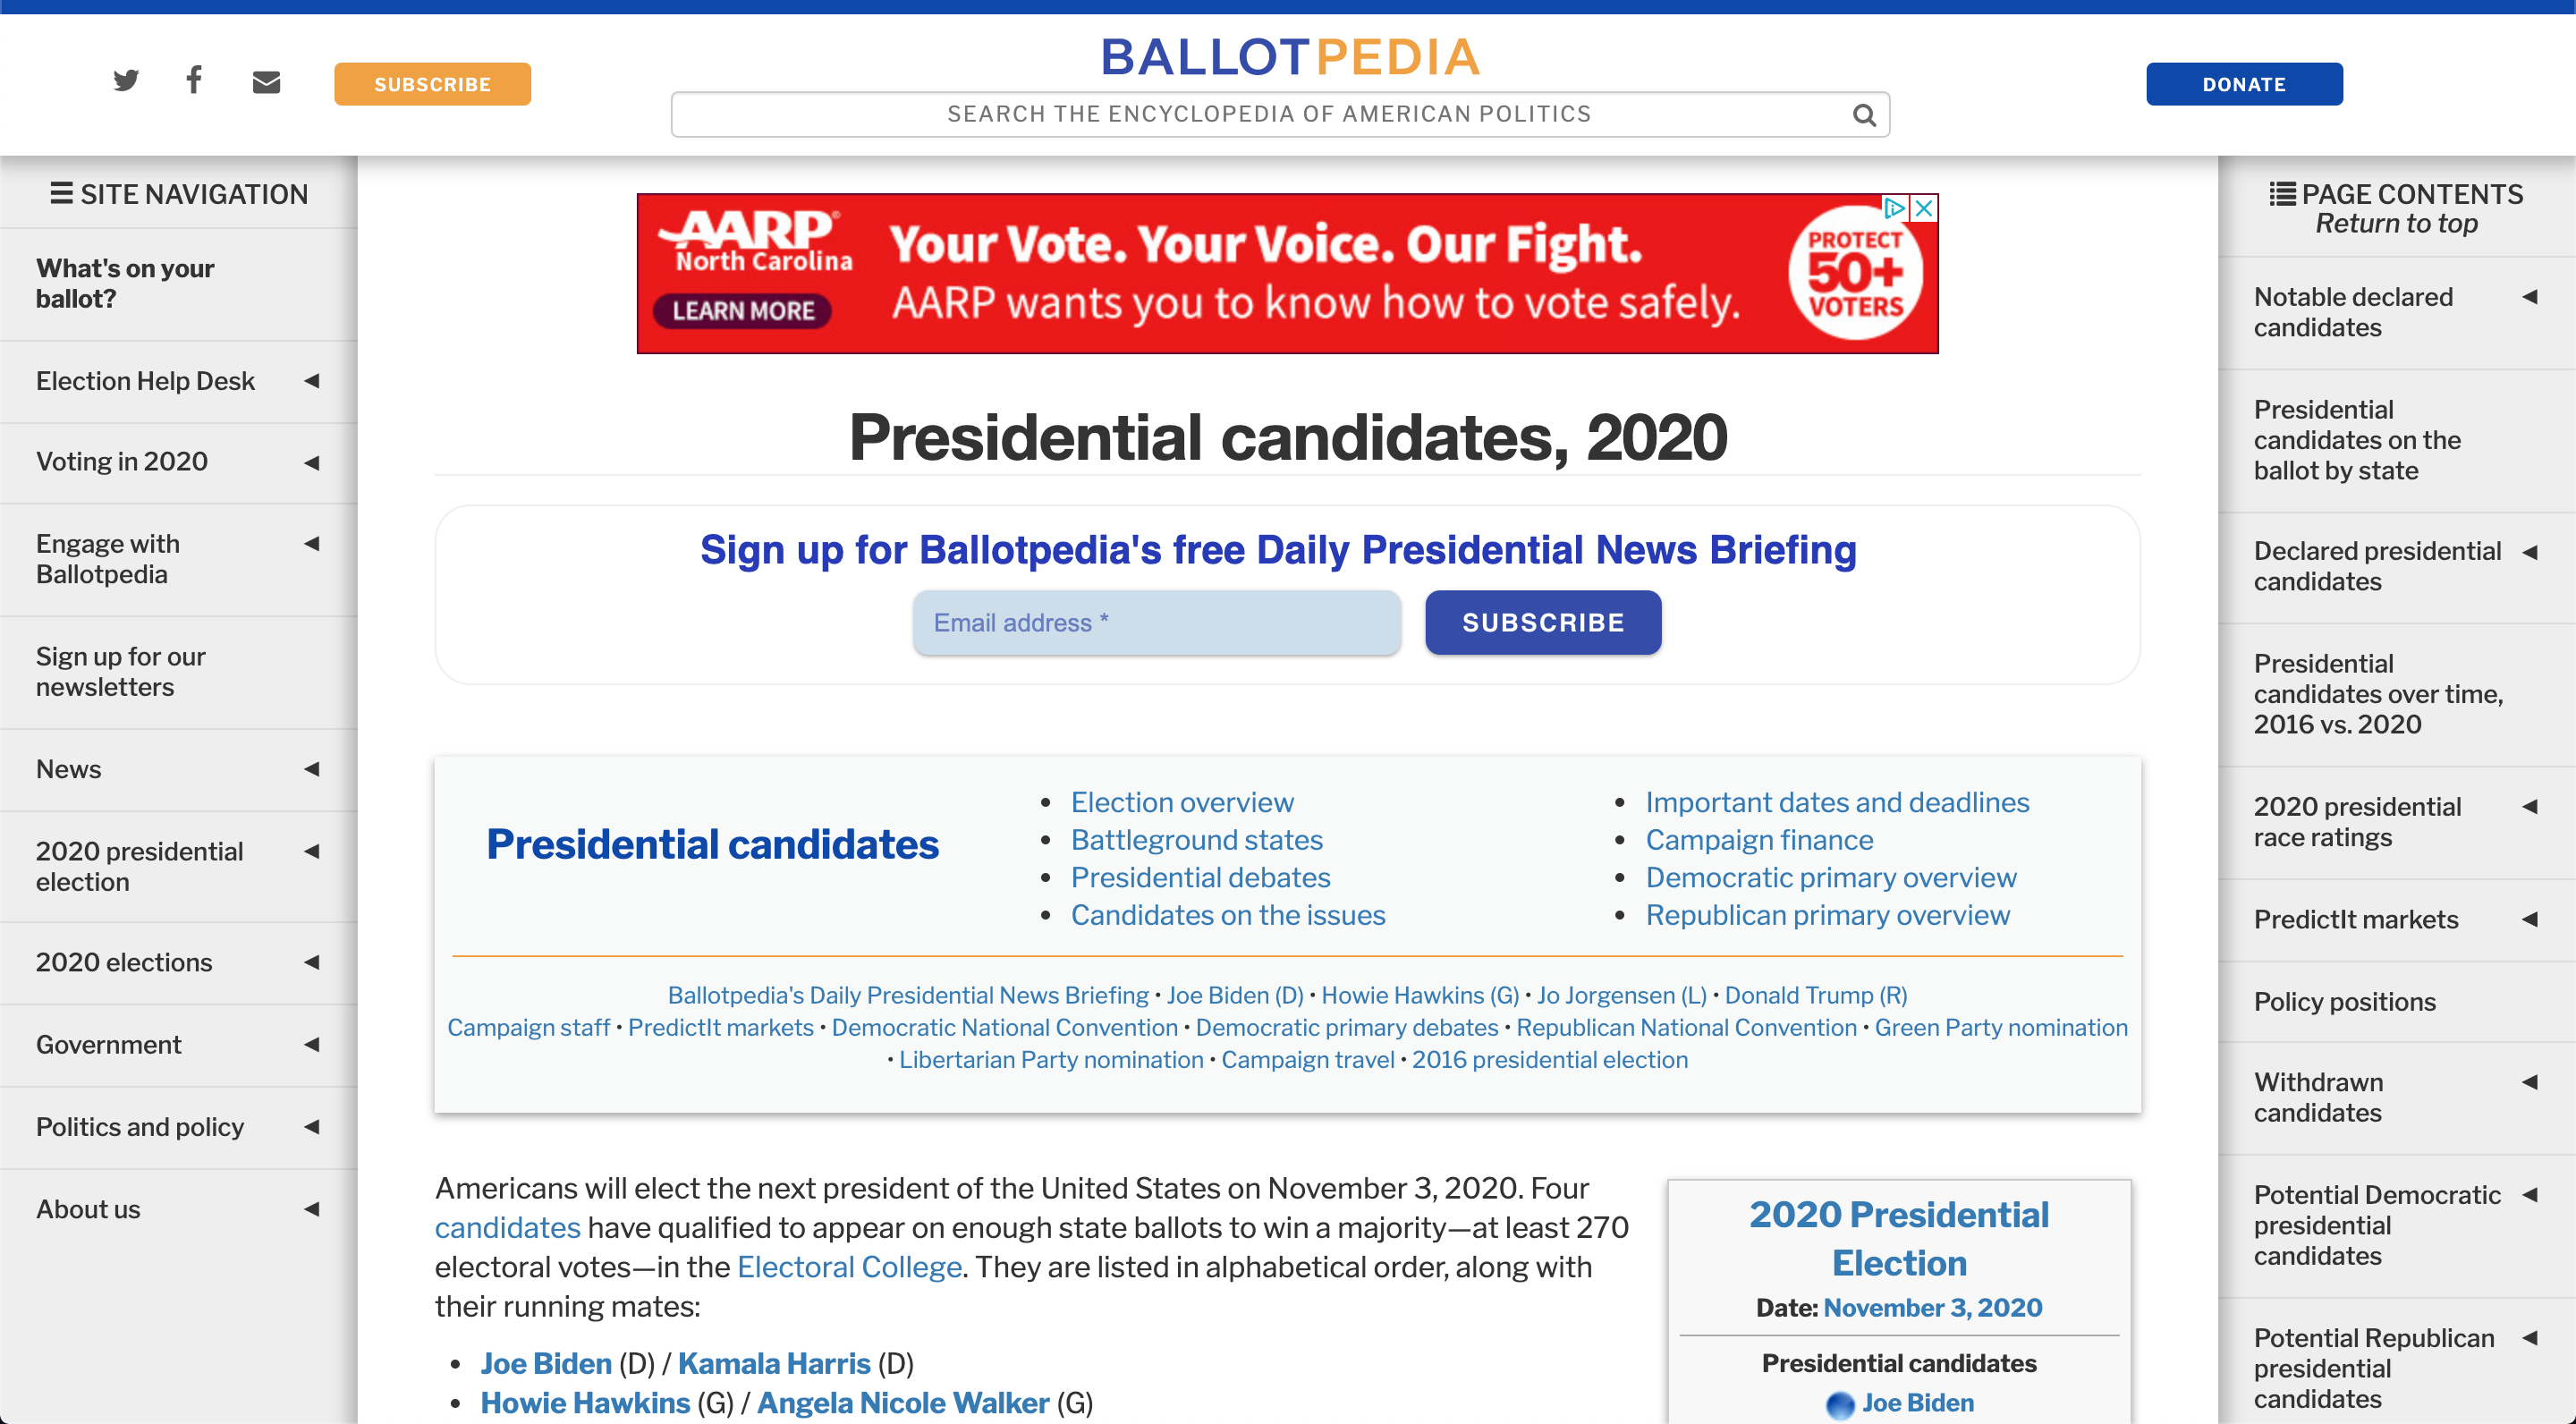 BALLOTPEDIA
SUBSCRIBE
SEARCH THE ENCYCLOPEDIA OF AMERICAN POLITICS
DONATE
SITE NAVIGATION
What's on your
ballot?
Election Help Desk
Voting in 2020
Engage with
Ballotpedia
Sign up for our
newsletters
News
2020 presidential
election
2020 elections
Government
Politics and policy
About us
AARP®
North Carolina
LEARN MORE
Your Vote. Your Voice. Our Fight.
AARP wants you to know how to vote safely.
PROTECT
50+
VOTERS
Presidential candidates, 2020
Sign up for Ballotpedia's free Daily Presidential News Briefing
Email address *
SUBSCRIBE
Presidential candidates
• Election overview
• Battleground states
• Presidential debates
• Candidates on the issues
• Important dates and deadlines
• Campaign finance
• Democratic primary overview
• Republican primary overview
Ballotpedia's Daily Presidential News Briefing • Joe Biden (D) • Howie Hawkins (G) • Jo Jorgensen (L) • Donald Trump (R)
Campaign staff • PredictIt markets • Democratic National Convention • Democratic primary debates • Republican National Convention • Green Party nomination
• Libertarian Party nomination • Campaign travel • 2016 presidential election
Americans will elect the next president of the United States on November 3, 2020. Four
candidates have qualified to appear on enough state ballots to win a majority—at least 270
electoral votes—in the Electoral College. They are listed in alphabetical order, along with
their running mates:
• Joe Biden (D) / Kamala Harris (D)
• Howie Hawkins (G) / Angela Nicole Walker (G)
2020 Presidential
Election
Date: November 3, 2020
Presidential candidates
Joe Biden
PAGE CONTENTS
Return to top
Notable declared
candidates
Presidential
candidates on the
ballot by state
Declared presidential
candidates
Presidential
candidates over time,
2016 vs. 2020
2020 presidential
race ratings
PredictIt markets
Policy positions
Withdrawn
candidates
Potential Democratic
presidential
candidates
Potential Republican
presidential
candidates